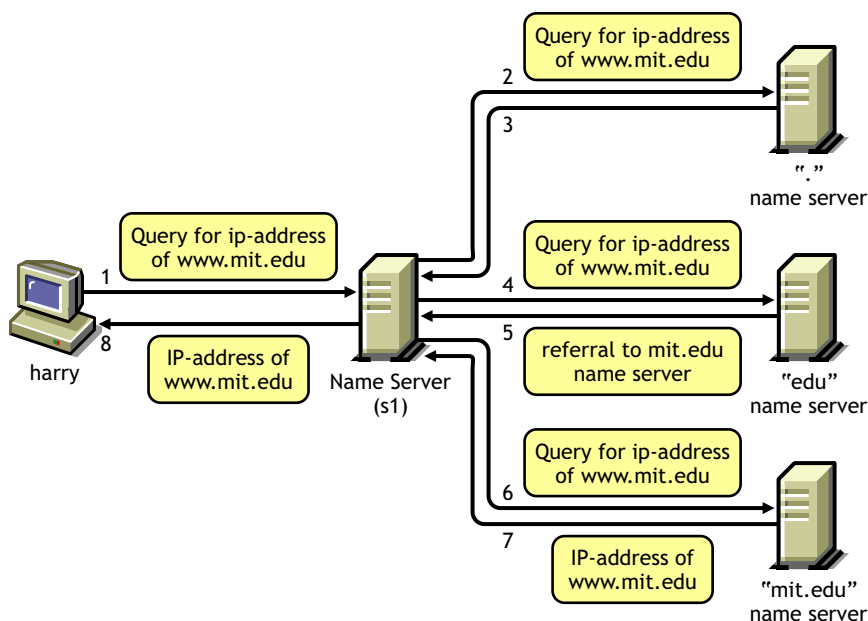 Query for ip-address
of www.mit.edu
2
3
“.”
name server
Query for ip-address
of www.mit.edu
1
8
IP-address of
www.mit.edu
harry
Name Server
(s1)
Query for ip-address
of www.mit.edu
4
5
referral to mit.edu
name server
“edu”
name server
Query for ip-address
of www.mit.edu
6
7
IP-address of
www.mit.edu
“mit.edu”
name server